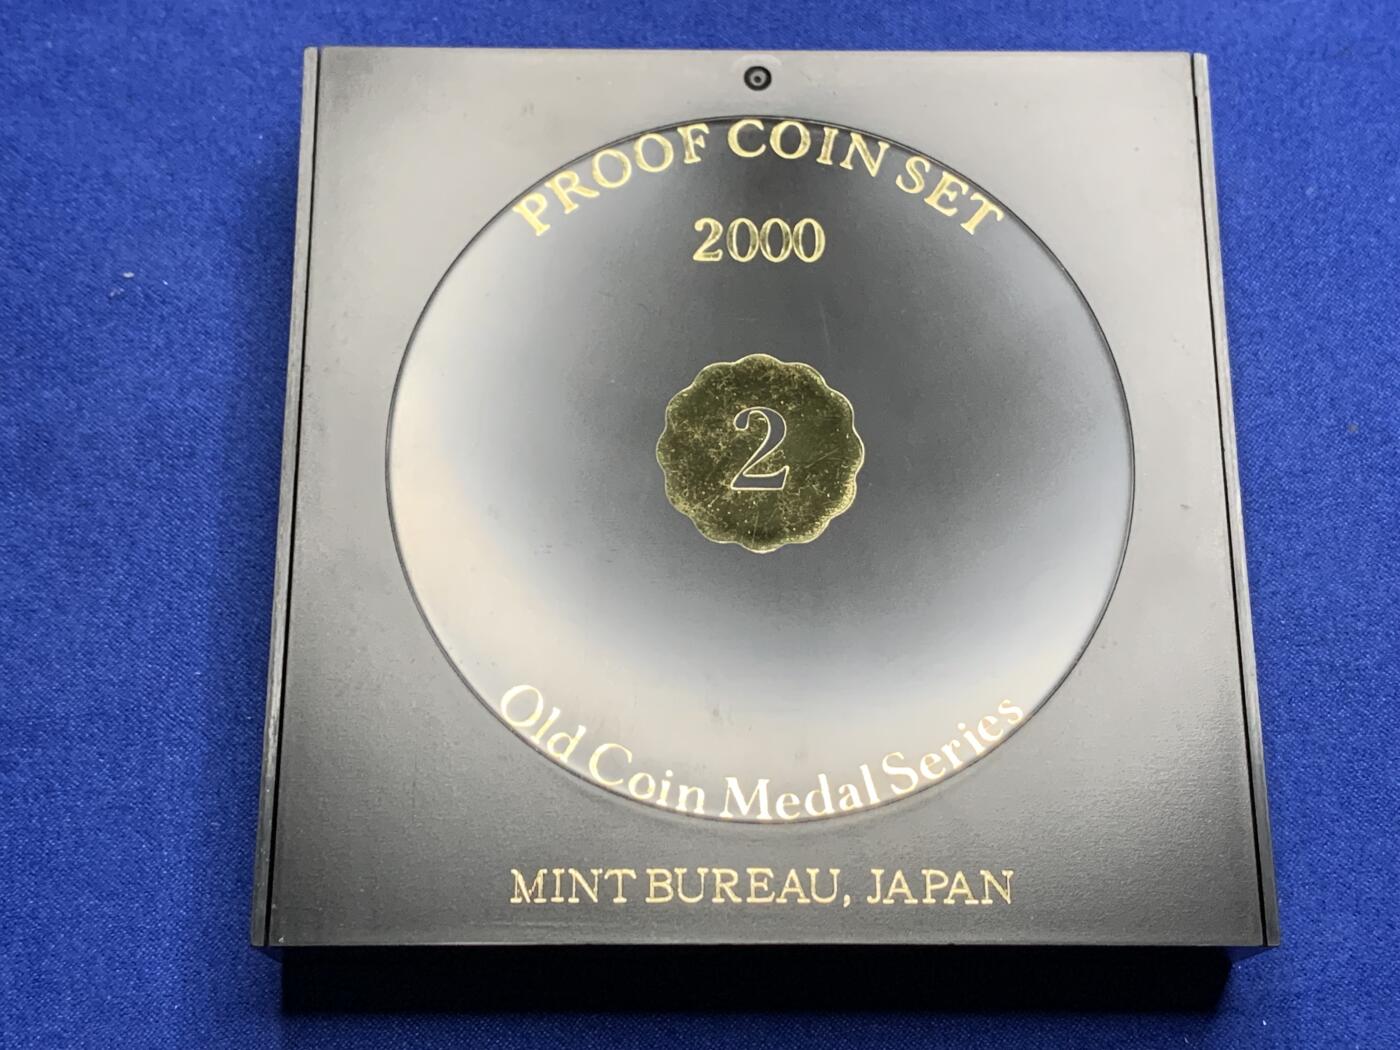 PROOF COIN SET
2000
2
Old Coin Medal Series
MINT BUREAU, JAPAN